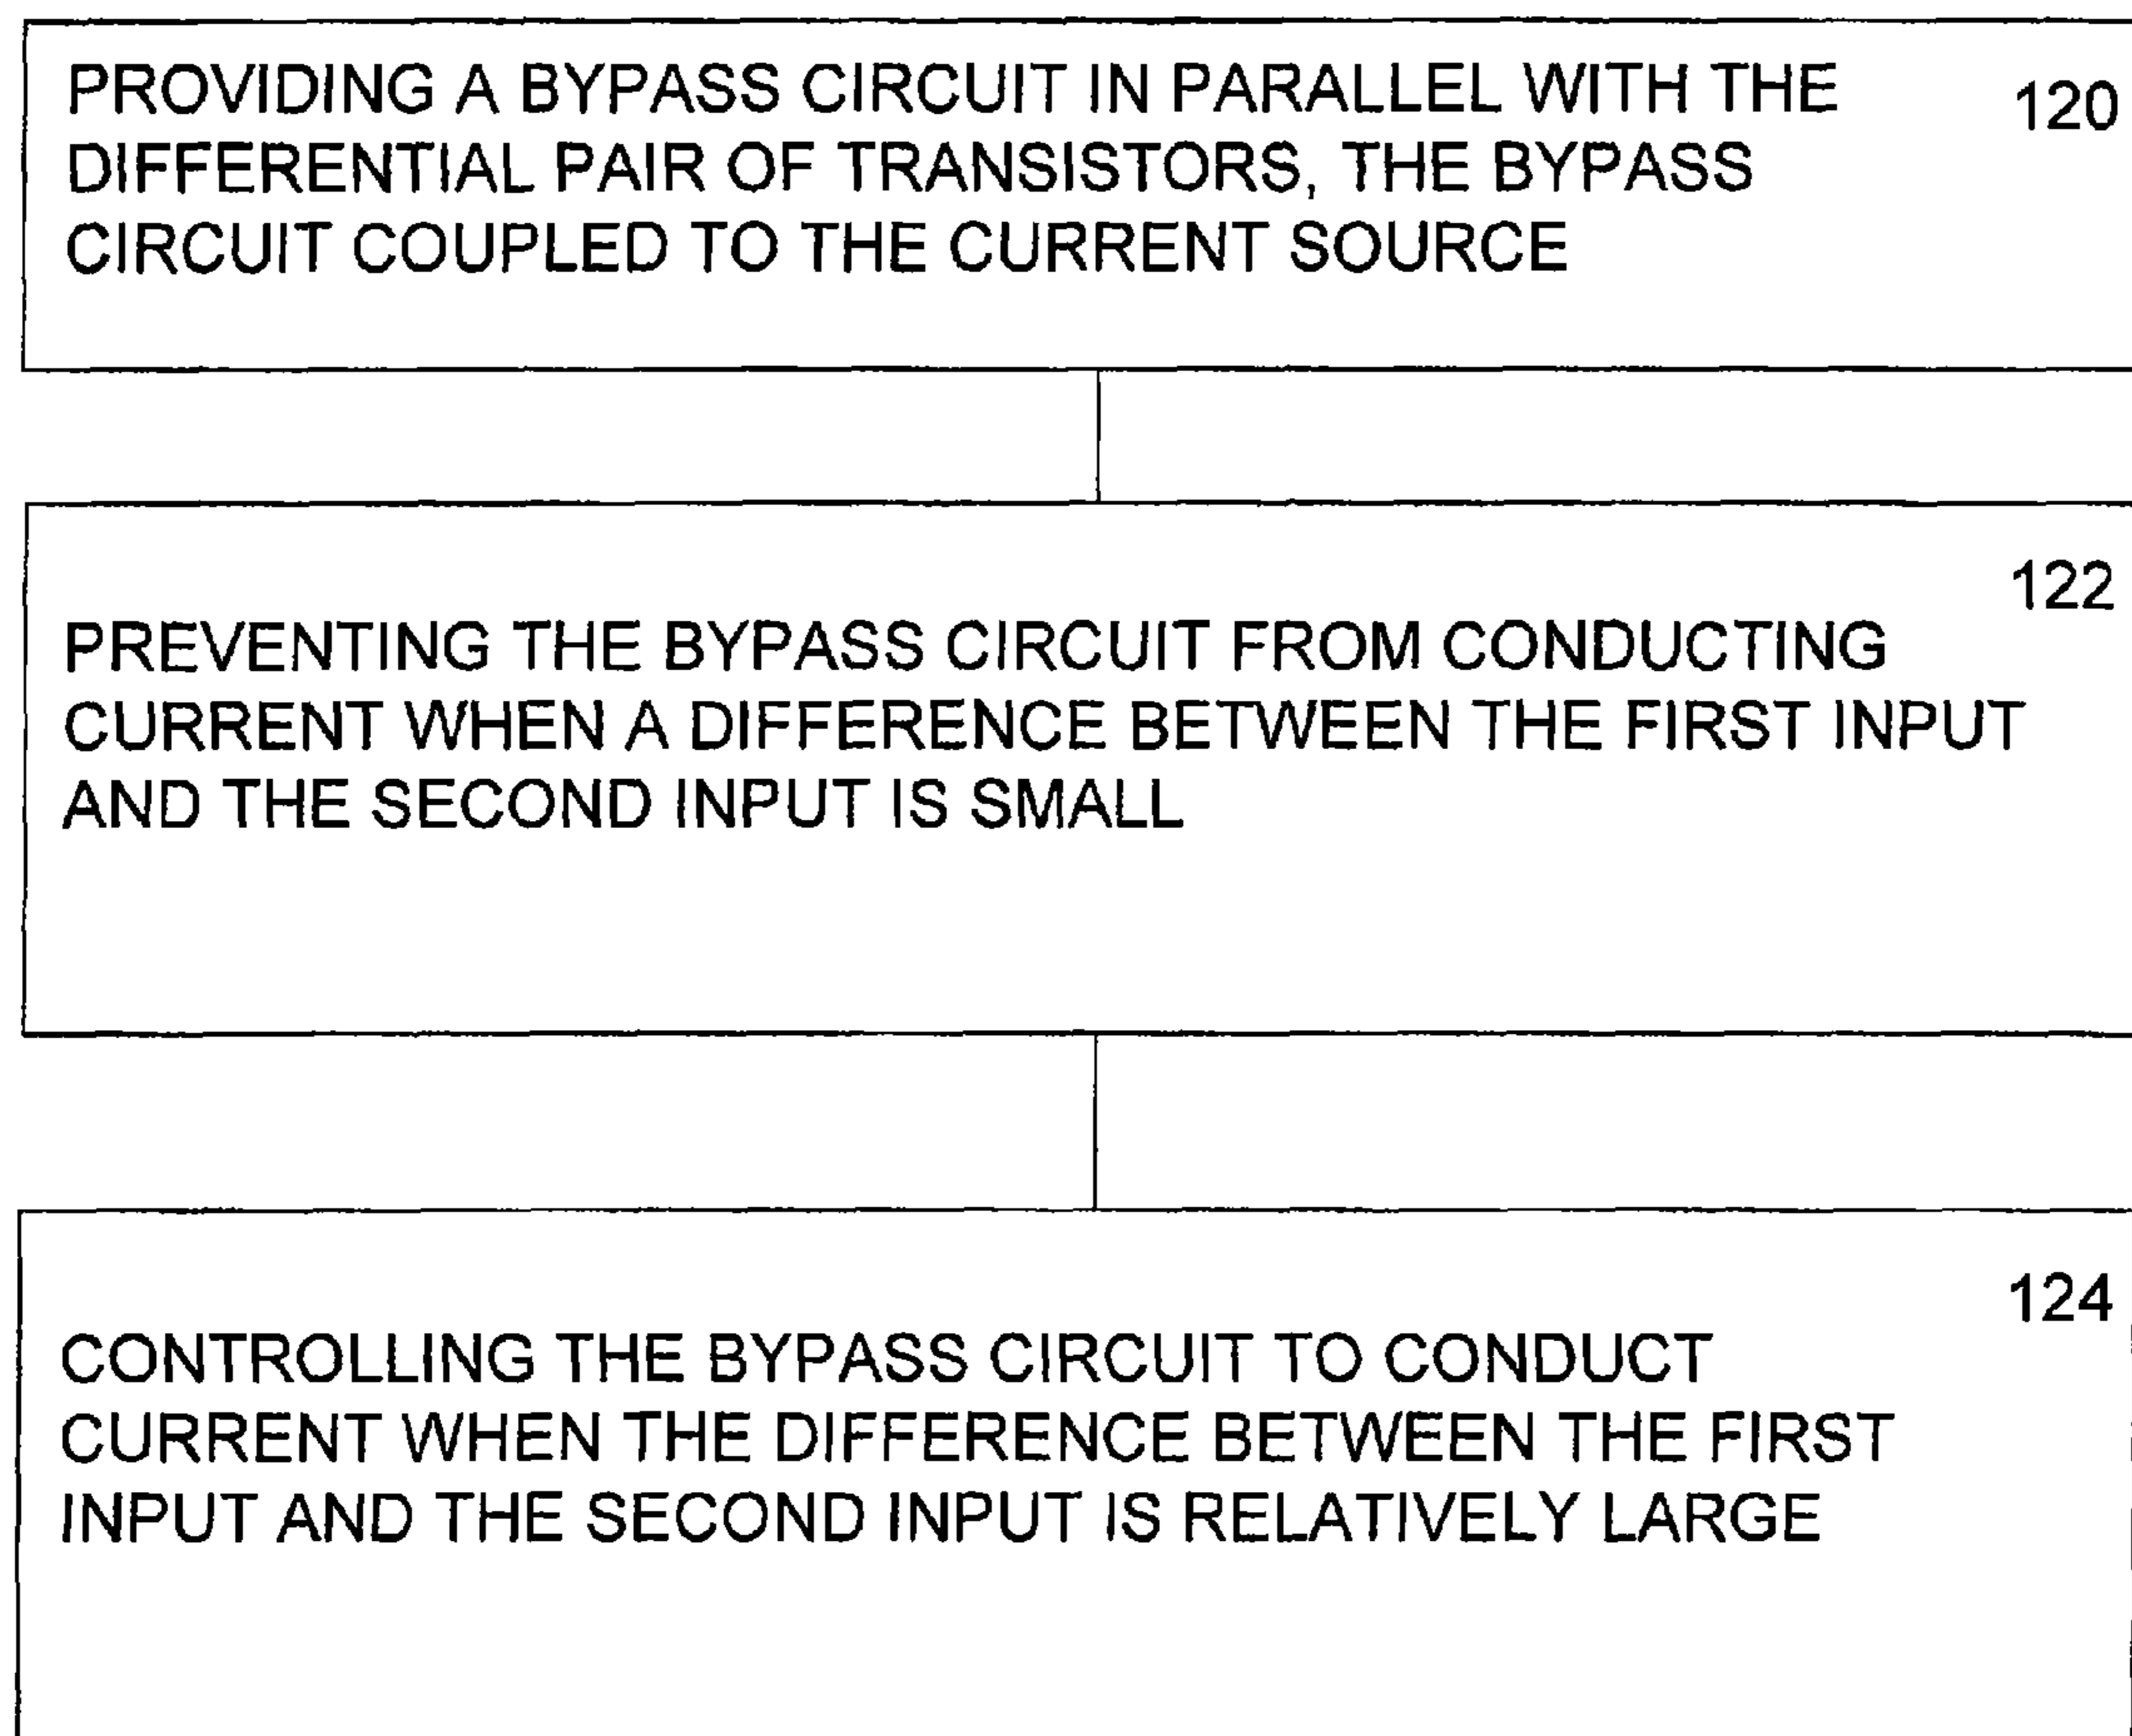 PROVIDING A BYPASS CIRCUIT IN PARALLEL WITH THE
120
DIFFERENTIAL PAIR OF TRANSISTORS, THE BYPASS
CIRCUIT COUPLED TO THE CURRENT SOURCE
122
PREVENTING THE BYPASS CIRCUIT FROM CONDUCTING
CURRENT WHEN A DIFFERENCE BETWEEN THE FIRST INPUT
AND THE SECOND INPUT IS SMALL
124
CONTROLLING THE BYPASS CIRCUIT TO CONDUCT
CURRENT WHEN THE DIFFERENCE BETWEEN THE FIRST
INPUT AND THE SECOND INPUT IS RELATIVELY LARGE